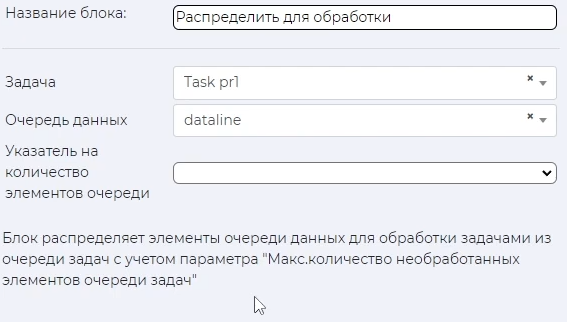 Название блока: Распределить для обработки
Задача Task pr1 × 
Очередь данных dataline ×
Указатель на
количество
элементов очереди
Блок распределяет элементы очереди данных для обработки задачами из
очереди задач с учетом параметра "Макс.количество необработанных
элементов очереди задач"